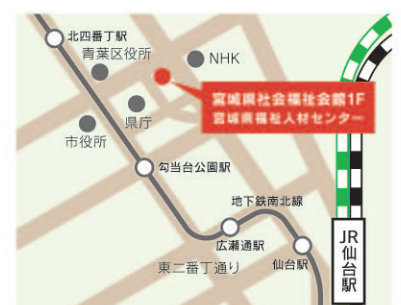 北四番丁駅
青葉区役所
NHK
宮城県社会福祉会館1F
宮城県福祉人材センター
県庁
市役所
勾当台公園駅
地下鉄南北線
広瀬通駅
仙台駅
東二番丁通り
JR
仙台駅